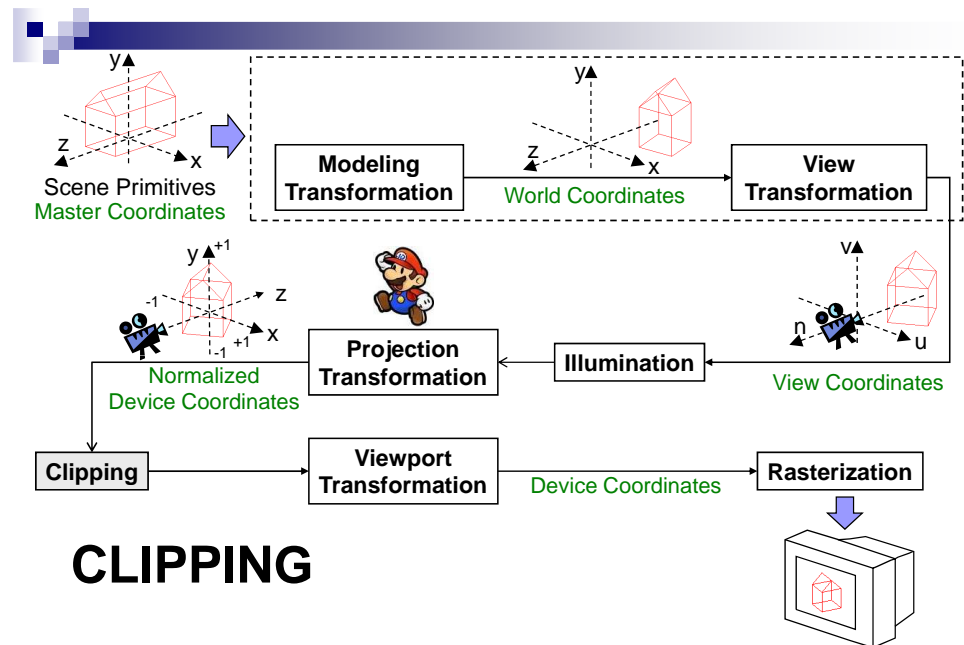 y
z
x
Scene Primitives
Master Coordinates
Modeling
Transformation
y
z
x
World Coordinates
View
Transformation
y
+1
-1
z
x
+1
-1
Normalized
Device Coordinates
Projection
Transformation
Illumination
v
n
u
View Coordinates
Clipping
Viewport
Transformation
Device Coordinates
Rasterization
CLIPPING